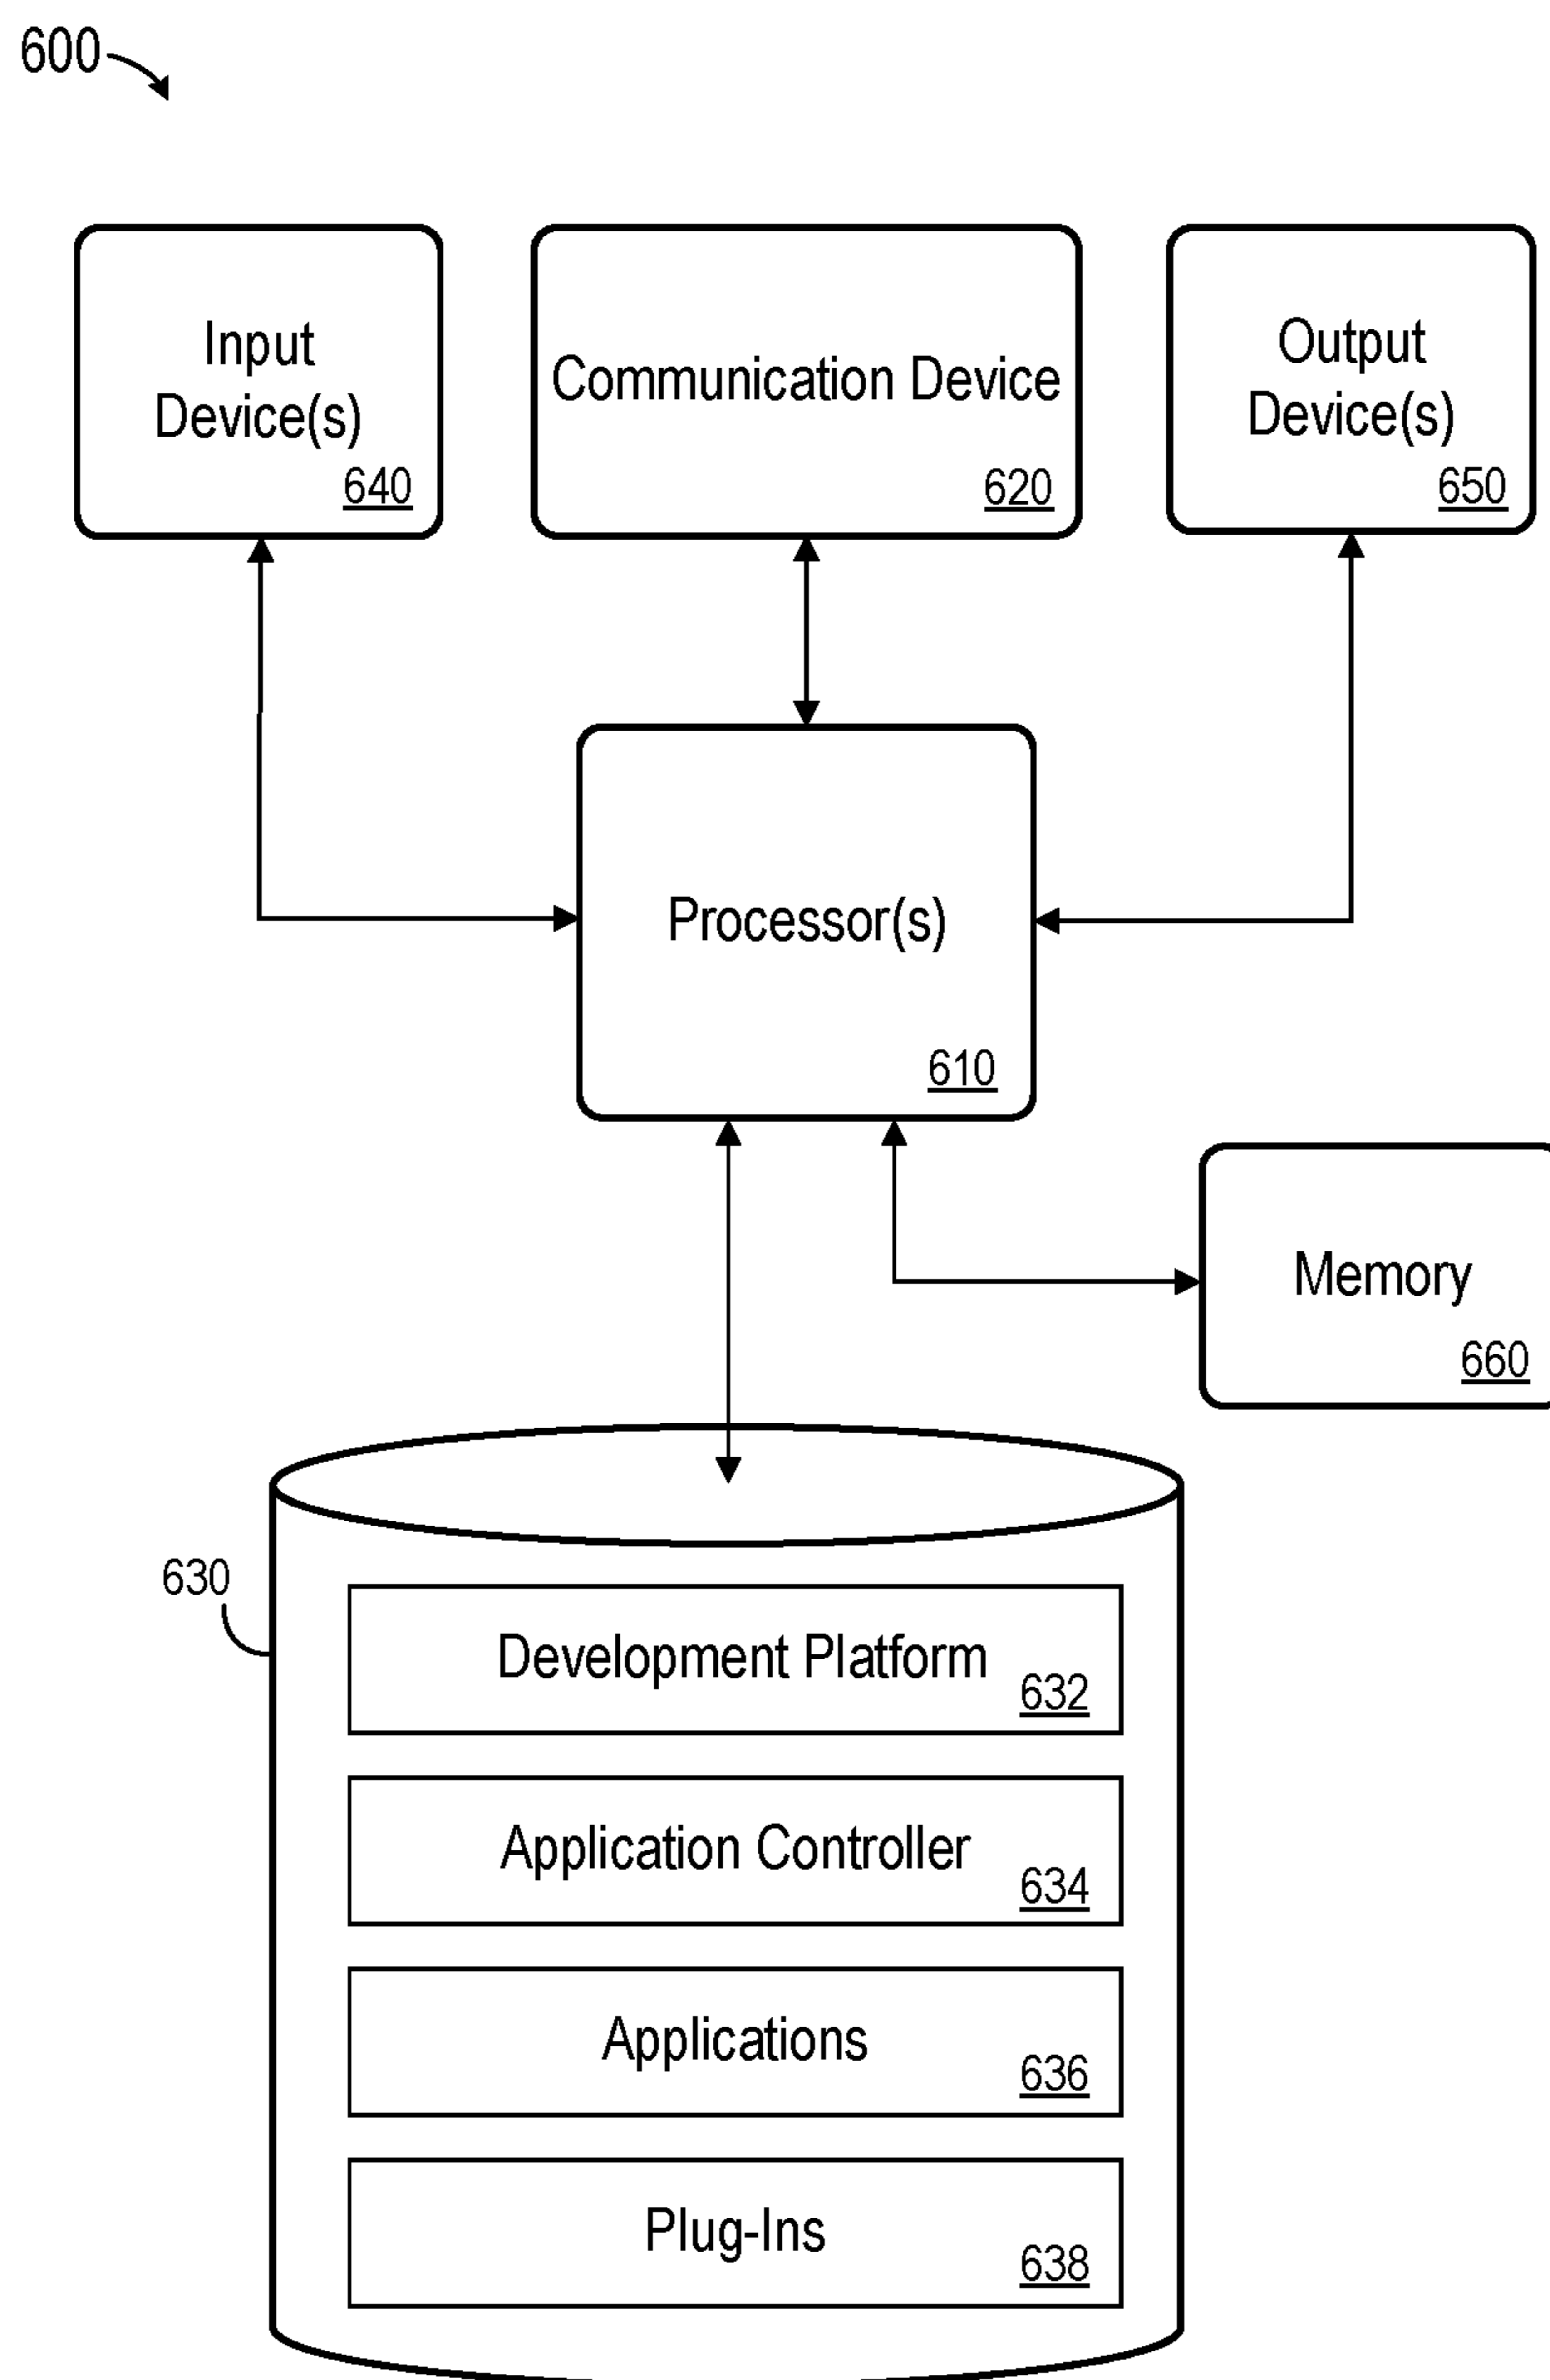 600
Input
Device(s)
640
Communication Device
620
Output
Device(s)
650
Processor(s)
610
Memory
660
630
Development Platform
632
Application Controller
634
Applications
636
Plug-Ins
638